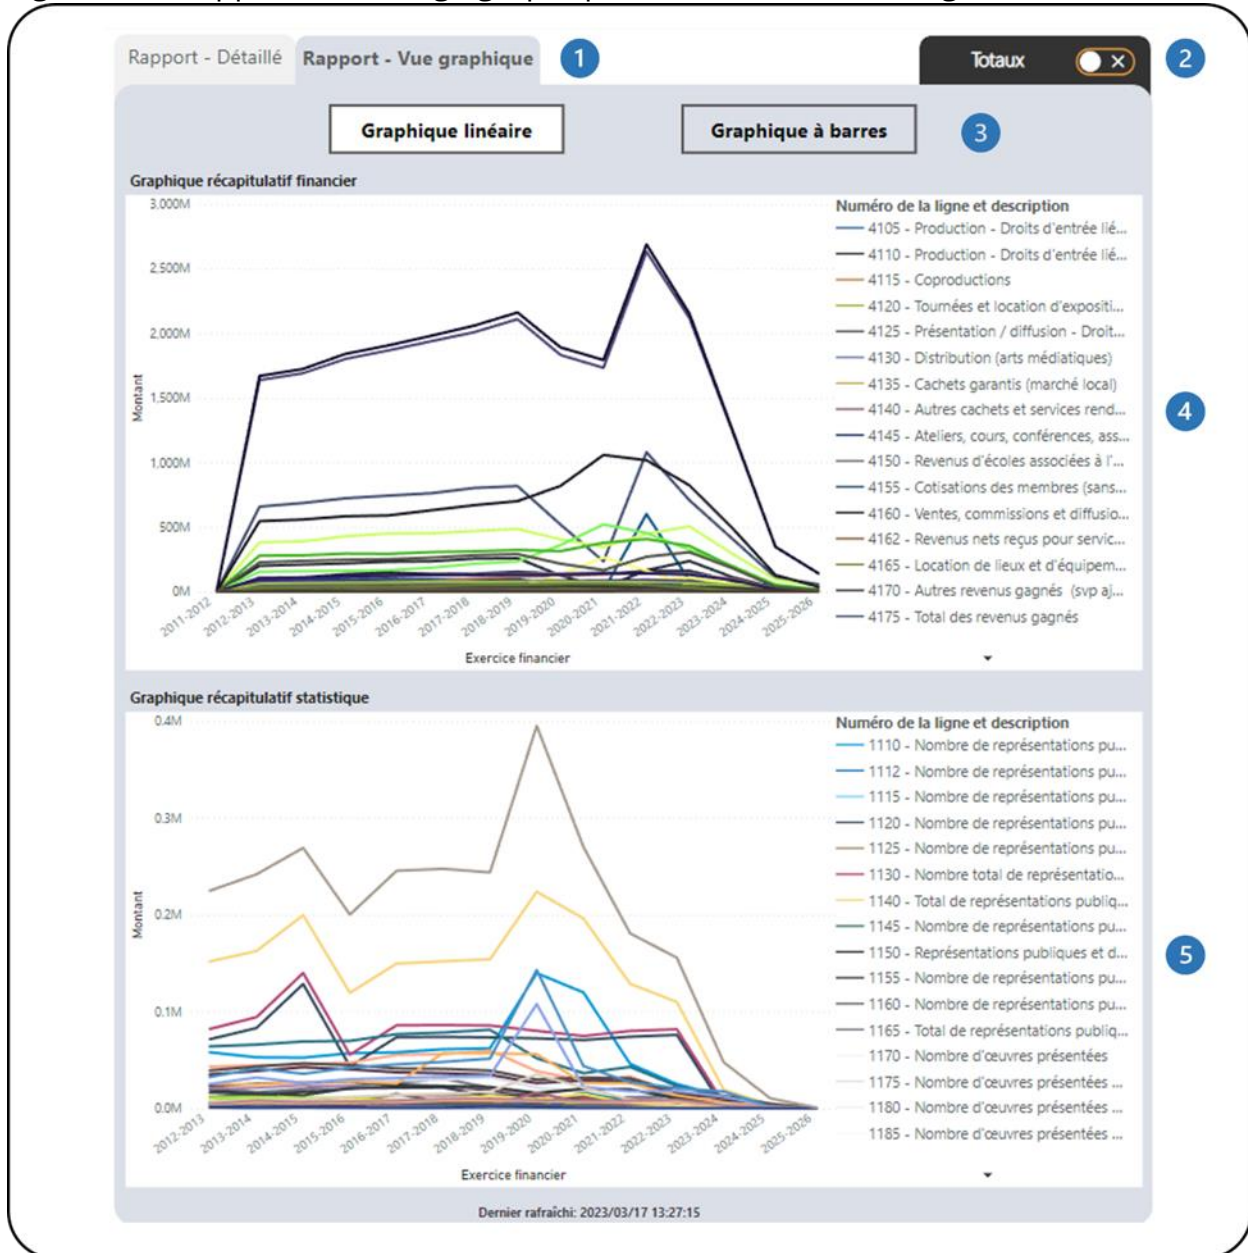 Rapport - Détaillé
Rapport - Vue graphique
1
Totaux
2
Graphique linéaire
Graphique à barres
3
Graphique récapitulatif financier
3.000M
2.500M
2,000M
1,500M
1,000M
500M
0M
Montant
2011-2012
2012-2013
2013-2014
2014-2015
2015-2016
2016-2017
2017-2018
2018-2019
2019-2020
2020-2021
2021-2022
2022-2023
2023-2024
2024-2025
2025-2026
Exercice financier
Numéro de la ligne et description
4105 - Production - Droits d'entrée lié...
4110 - Production - Droits d'entrée lié...
4115 - Coproductions
4120 - Tournées et location d'expositi...
4125 - Présentation / diffusion - Droit...
4130 - Distribution (arts médiatiques)
4135 - Cachets garantis (marché local)
4140 - Autres cachets et services rend...
4145 - Ateliers, cours, conférences, ass...
4150 - Revenus d'écoles associées à l'...
4155 - Cotisations des membres (sans...
4160 - Ventes, commissions et diffusio...
4162 - Revenus nets reçus pour servic...
4165 - Location de lieux et d'équipem...
4170 - Autres revenus gagnés (svp aj...
4175 - Total des revenus gagnés
4
Graphique récapitulatif statistique
0.4M
0.3M
0.2M
0.1M
0.0M
Montant
2012-2013
2013-2014
2014-2015
2015-2016
2016-2017
2017-2018
2018-2019
2019-2020
2020-2021
2021-2022
2022-2023
2023-2024
2024-2025
2025-2026
Exercice financier
Numéro de la ligne et description
1110 - Nombre de représentations pu...
1112 - Nombre de représentations pu...
1115 - Nombre de représentations pu...
1120 - Nombre de représentations pu...
1125 - Nombre de représentations pu...
1130 - Nombre total de représentatio...
1140 - Total de représentations publiq...
1145 - Nombre de représentations pu...
1150 - Représentations publiques et d...
1155 - Nombre de représentations pu...
1160 - Nombre de représentations pu...
1165 - Total de représentations publiq...
1170 - Nombre d'œuvres présentées
1175 - Nombre d'œuvres présentées ...
1180 - Nombre d'œuvres présentées ...
1185 - Nombre d'œuvres présentées ...
5
Dernier rafraîchi: 2023/03/17 13:27:15